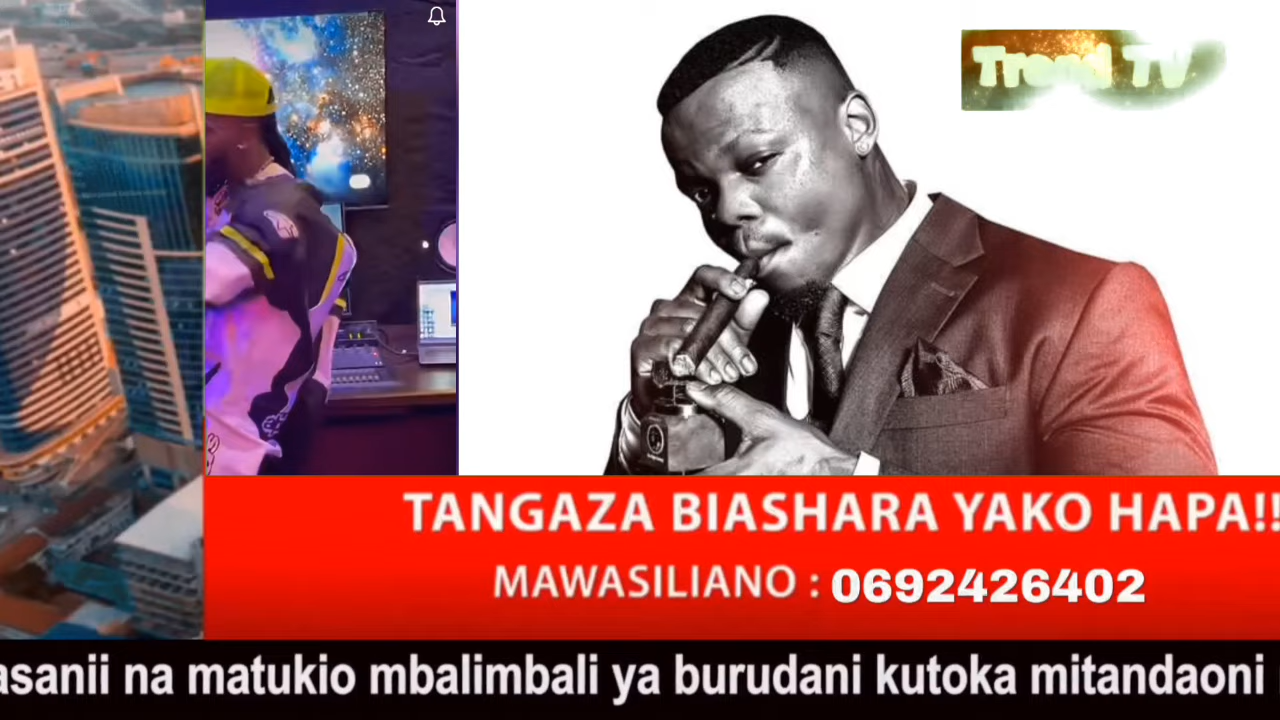 Trend TV
TANGAZA BIASHARA YAKO HAPA!!
MAWASILIANO : 0692426402
asanii na matukio mbalimbali ya burudani kutoka mitandaoni